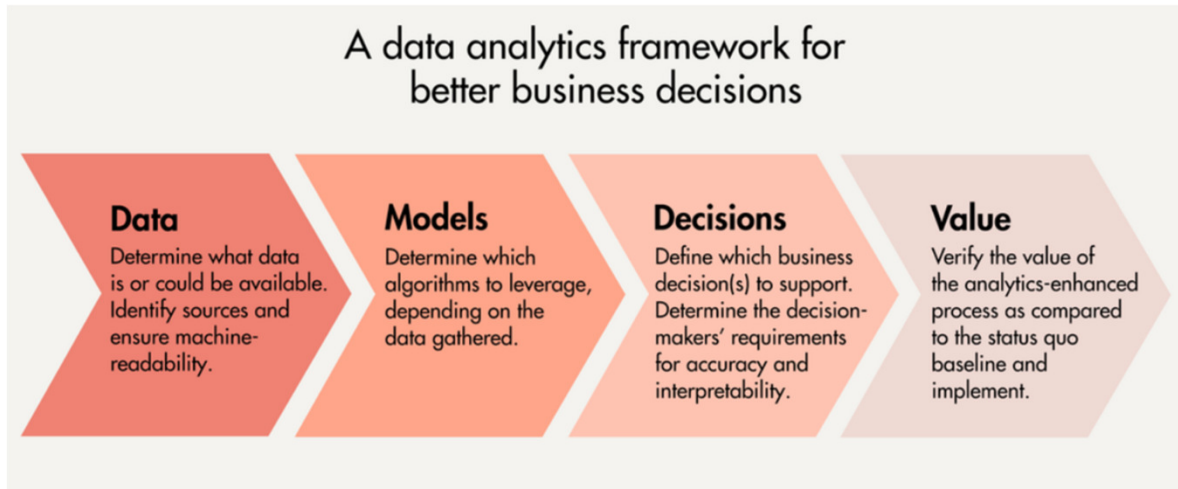 A data analytics framework for
better business decisions
Data
Determine what data
is or could be available.
Identify sources and
ensure machine-
readability.
Models
Determine which
algorithms to leverage,
depending on the
data gathered.
Decisions
Define which business
decision(s) to support.
Determine the decision-
makers’ requirements
for accuracy and
interpretability.
Value
Verify the value of
the analytics-enhanced
process as compared
to the status quo
baseline and
implement.